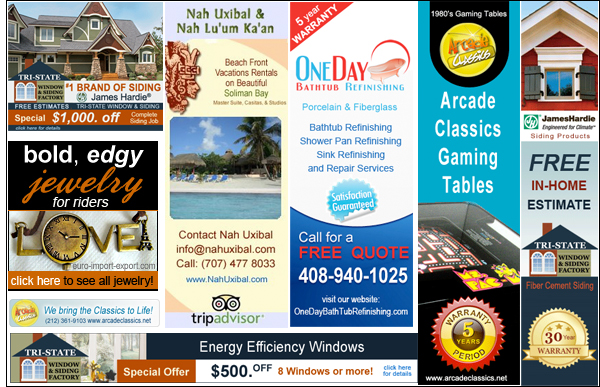 TRI-STATE
WINDOW
& SIDING
FACTORY
#1 BRAND OF SIDING
JamesHardie®
FREE ESTIMATES TRI-STATE WINDOW & SIDING
Special $1,000. off Complete
Siding Job
click here for details
bold, edgy
jewelry
for riders
LOVE
euro-import-export.com
click here to see all jewelry!
Arcade
Classics
We bring the Classics to Life!
(212) 361-9103 www.arcadeclassics.net
Nah Uxibal &
Nah Lu'um Ka'an
Beach Front
Vacations Rentals
on Beautiful
Soliman Bay
Master Suite, Casitas, & Studios
Contact Nah Uxibal
info@nahuxibal.com
Call: (707) 477 8033
www.NahUxibal.com
tripadvisor®
5 year
WARRANTY
ONEDAY
BATHTUB REFINISHING
Porcelain & Fiberglass
Bathtub Refinishing
Shower Pan Refinishing
Sink Refinishing
and Repair Services
Satisfaction
Guaranteed
Call for a
FREE QUOTE
408-940-1025
visit our website:
OneDayBathTubRefinishing.com
1980's Gaming Tables
Arcade
Classics
Arcade
Classics
Gaming
Tables
WARRANTY
5
YEARS
PERIOD
www.arcadeclassics.net
JamesHardie
Engineered for Climate™
Siding Products
FREE
IN-HOME
ESTIMATE
TRI-STATE
WINDOW
& SIDING
FACTORY
Fiber Cement Siding
30 Year
WARRANTY
TRI-STATE
WINDOW
& SIDING
FACTORY
Energy Efficiency Windows
Special Offer $500.OFF 8 Windows or more! click here
for details